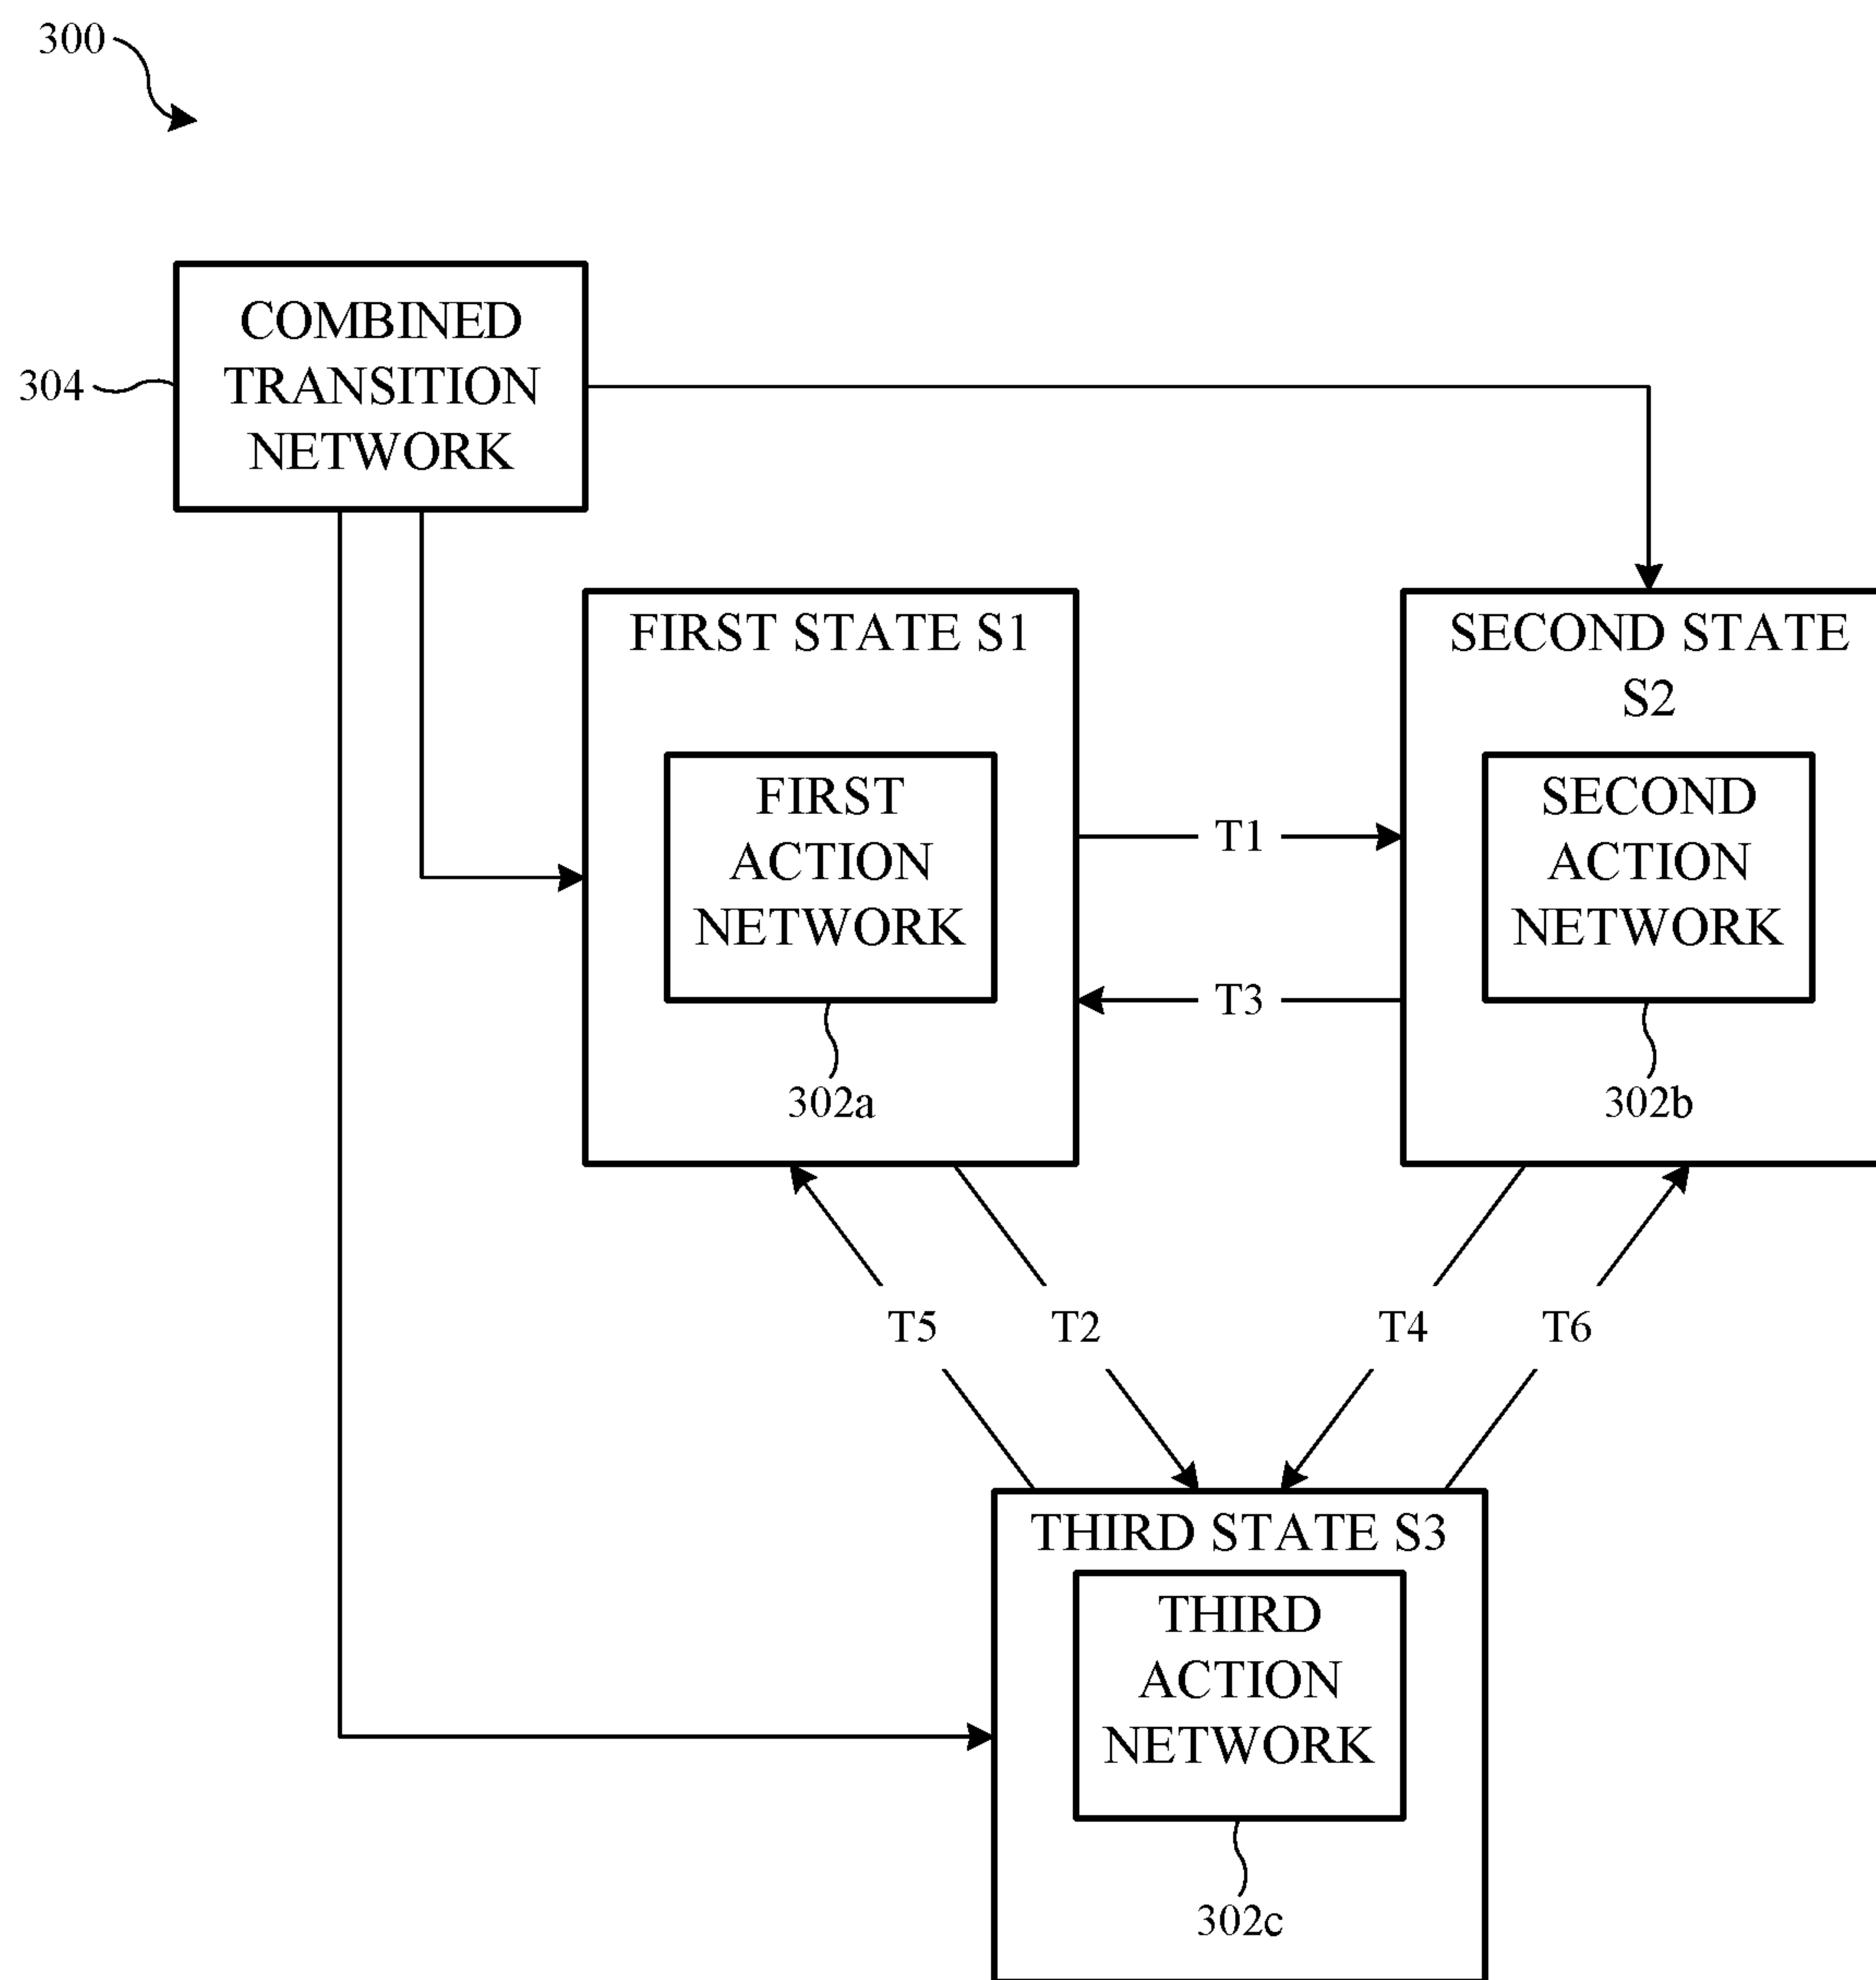 300
COMBINED
TRANSITION
NETWORK
304
FIRST STATE S1
SECOND STATE
S2
FIRST
ACTION
NETWORK
SECOND
ACTION
NETWORK
T1
T3
302a
302b
T5
T2
T4
T6
THIRD STATE S3
THIRD
ACTION
NETWORK
302c